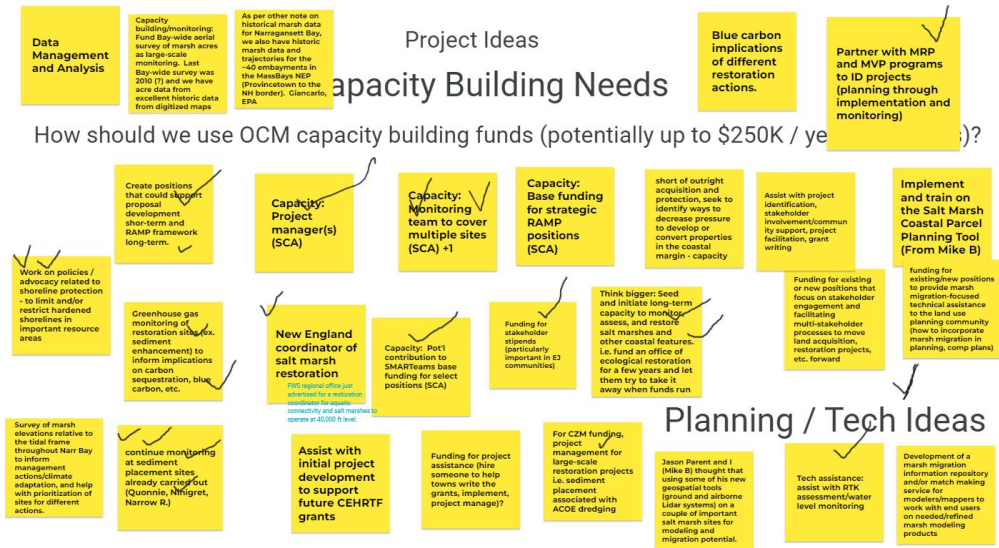 Project Ideas
apacity Building Needs
How should we use OCM capacity building funds (potentially up to $250K / ye s)?
Data
Management
and Analysis
Capacity
building/monitoring:
Fund Bay-wide aerial
survey of marsh acres
as large-scale
monitoring. Last
Bay-wide survey was
2010 (?) and we have
acre data from
excellent historic data
from digitized maps
As per other note on
historical marsh data
for Narragansett Bay,
we also have historic
marsh data and
trajectories for the
~40 embayments in
the MassBays NEP
(Provincetown to the
NH border). Giancarlo,
EPA
Blue carbon
implications
of different
restoration
actions.
Partner with MRP
and MVP programs
to ID projects
(planning through
implementation and
monitoring)
Create positions
that could support
proposal
development
shor-term and
RAMP framework
long-term.
Capacity:
Project
manager(s)
(SCA)
Capacity:
Monitoring
team to cover
multiple sites
(SCA) +1
Capacity:
Base funding
for strategic
RAMP
positions
(SCA)
short of outright
acquisition and
protection, seek to
identify ways to
decrease pressure
to develop or
convert properties
in the coastal
margin - capacity
Assist with project
identification,
stakeholder
involvement/commun
ity support, project
facilitation, grant
writing
Implement
and train on
the Salt Marsh
Coastal Parcel
Planning Tool
(From Mike B)
Work on policies /
advocacy related to
shoreline protection
- to limit and/or
restrict hardened
shorelines in
important resource
areas
Greenhouse gas
monitoring of
restoration sites (ex.
sediment
enhancement) to
inform implications
on carbon
sequestration, blue
carbon, etc.
New England
coordinator of
salt marsh
restoration
FWS regional office just
advertised for a restoration
coordinator for aquaitc
connectivity and salt marshes to
operate at 40,000 ft level.
Capacity: Pot'l
contribution to
SMARTeams base
funding for select
positions (SCA)
Funding for
stakeholder
stipends
(particularly
important in EJ
communities)
Think bigger: Seed
and initiate long-term
capacity to monitor,
assess, and restore
salt marshes and
other coastal features.
i.e. fund an office of
ecological restoration
for a few years and let
them try to take it
away when funds run
Funding for existing
or new positions that
focus on stakeholder
engagement and
facilitating
multi-stakeholder
processes to move
land acquisition,
restoration projects,
etc. forward
funding for
existing/new positions
to provide marsh
migration-focused
technical assistance
to the land use
planning community
(how to incorporate
marsh migration in
planning, comp plans)
Planning / Tech Ideas
Survey of marsh
elevations relative to
the tidal frame
throughout Narr Bay
to inform
management
actions/climate
adaptation, and help
with prioritization of
sites for different
actions.
continue monitoring
at sediment
placement sites
already carried out
(Quonnie, Ninigret,
Narrow R.)
Assist with
initial project
development
to support
future CEHRTF
grants
Funding for project
assistance (hire
someone to help
towns write the
grants, implement,
project manage)?
For CZM funding,
project
management for
large-scale
restoration projects
i.e. sediment
placement
associated with
ACOE dredging
Jason Parent and I
(Mike B) thought that
using some of his new
geospatial tools
(ground and airborne
Lidar systems) on a
couple of important
salt marsh sites for
modeling and
migration potential.
Tech assistance:
assist with RTK
assessment/water
level monitoring
Development of a
marsh migration
information repository
and/or match making
service for
modelers/mappers to
work with end users
on needed/refined
marsh modeling
products